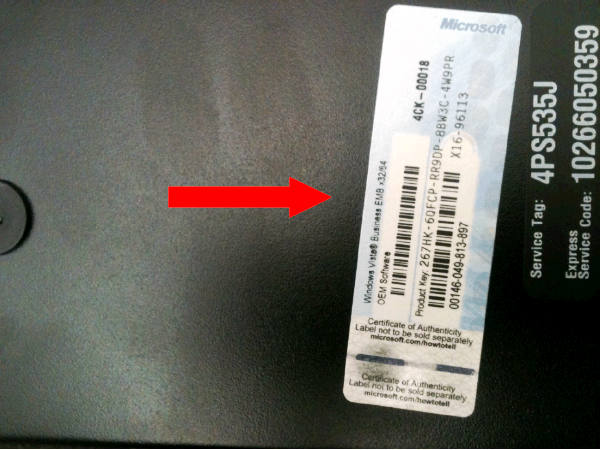 Microsoft
4CK-00018
Windows Vista® Business EMB x32/64
OEM Software
Product Key: 267HK-6QFCP-RR9DP-88W3C-4W9PR
X16-96113
00146-049-813-897
Certificate of Authenticity
Label not to be sold separately
microsoft.com/howtotell
Certificate of Authenticity
Label not to be sold separately
microsoft.com/howtotell
Service Tag: 4PS535J
Express
Service Code: 10266050359